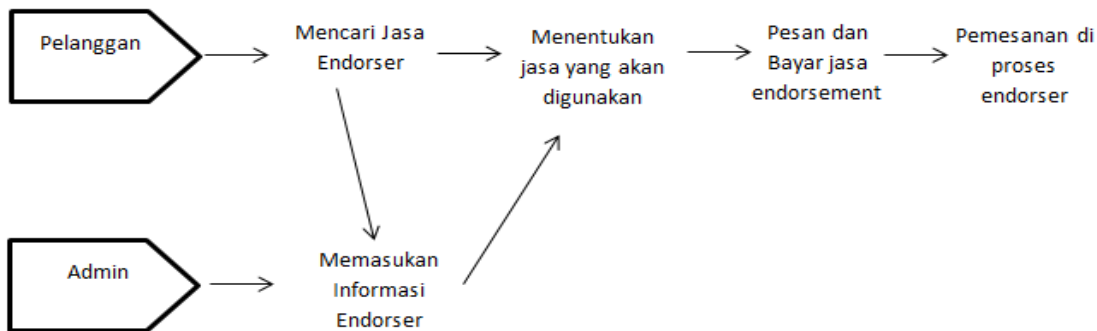 Pelanggan
Mencari Jasa
Endorser
Menentukan
jasa yang akan
digunakan
Pesan dan
Bayar jasa
endorsement
Pemesanan di
proses
endorser
Admin
Memasukan
Informasi
Endorser